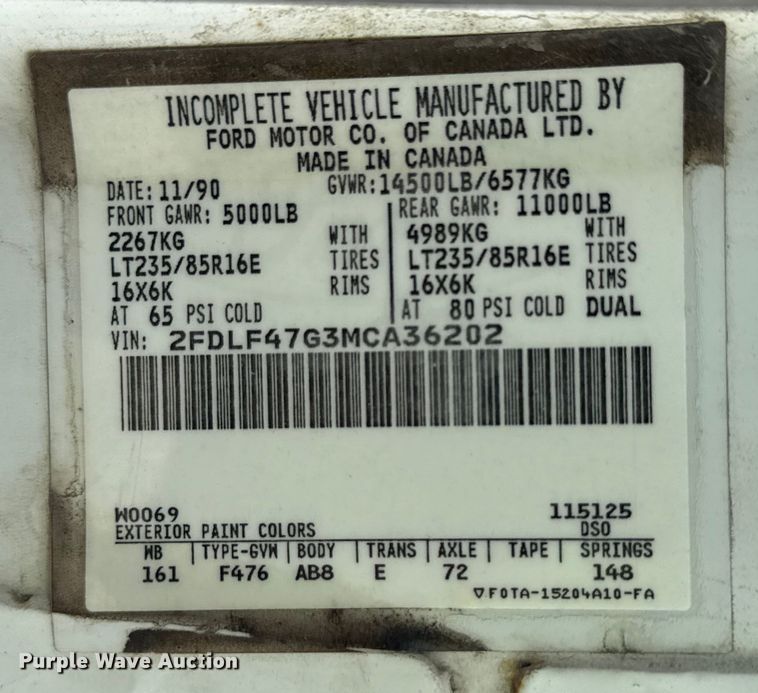 INCOMPLETE VEHICLE MANUFACTURED BY
FORD MOTOR CO. OF CANADA LTD.
MADE IN CANADA
DATE: 11/90 GVWR: 14500LB/6577KG
FRONT GAWR: 5000LB REAR GAWR: 11000LB
2267KG WITH 4989KG WITH
LT235/85R16E TIRES LT235/85R16E TIRES
16X6K RIMS 16X6K RIMS
AT 65 PSI COLD AT 80 PSI COLD DUAL
VIN: 2FDLF47G3MCA36202
W0069 115125
EXTERIOR PAINT COLORS DSO
WB | TYPE-GVW | BODY | TRANS | AXLE | TAPE | SPRINGS
161 F476 AB8 E 72 148
▽F0TA-15204A10-FA
Purple Wave Auction